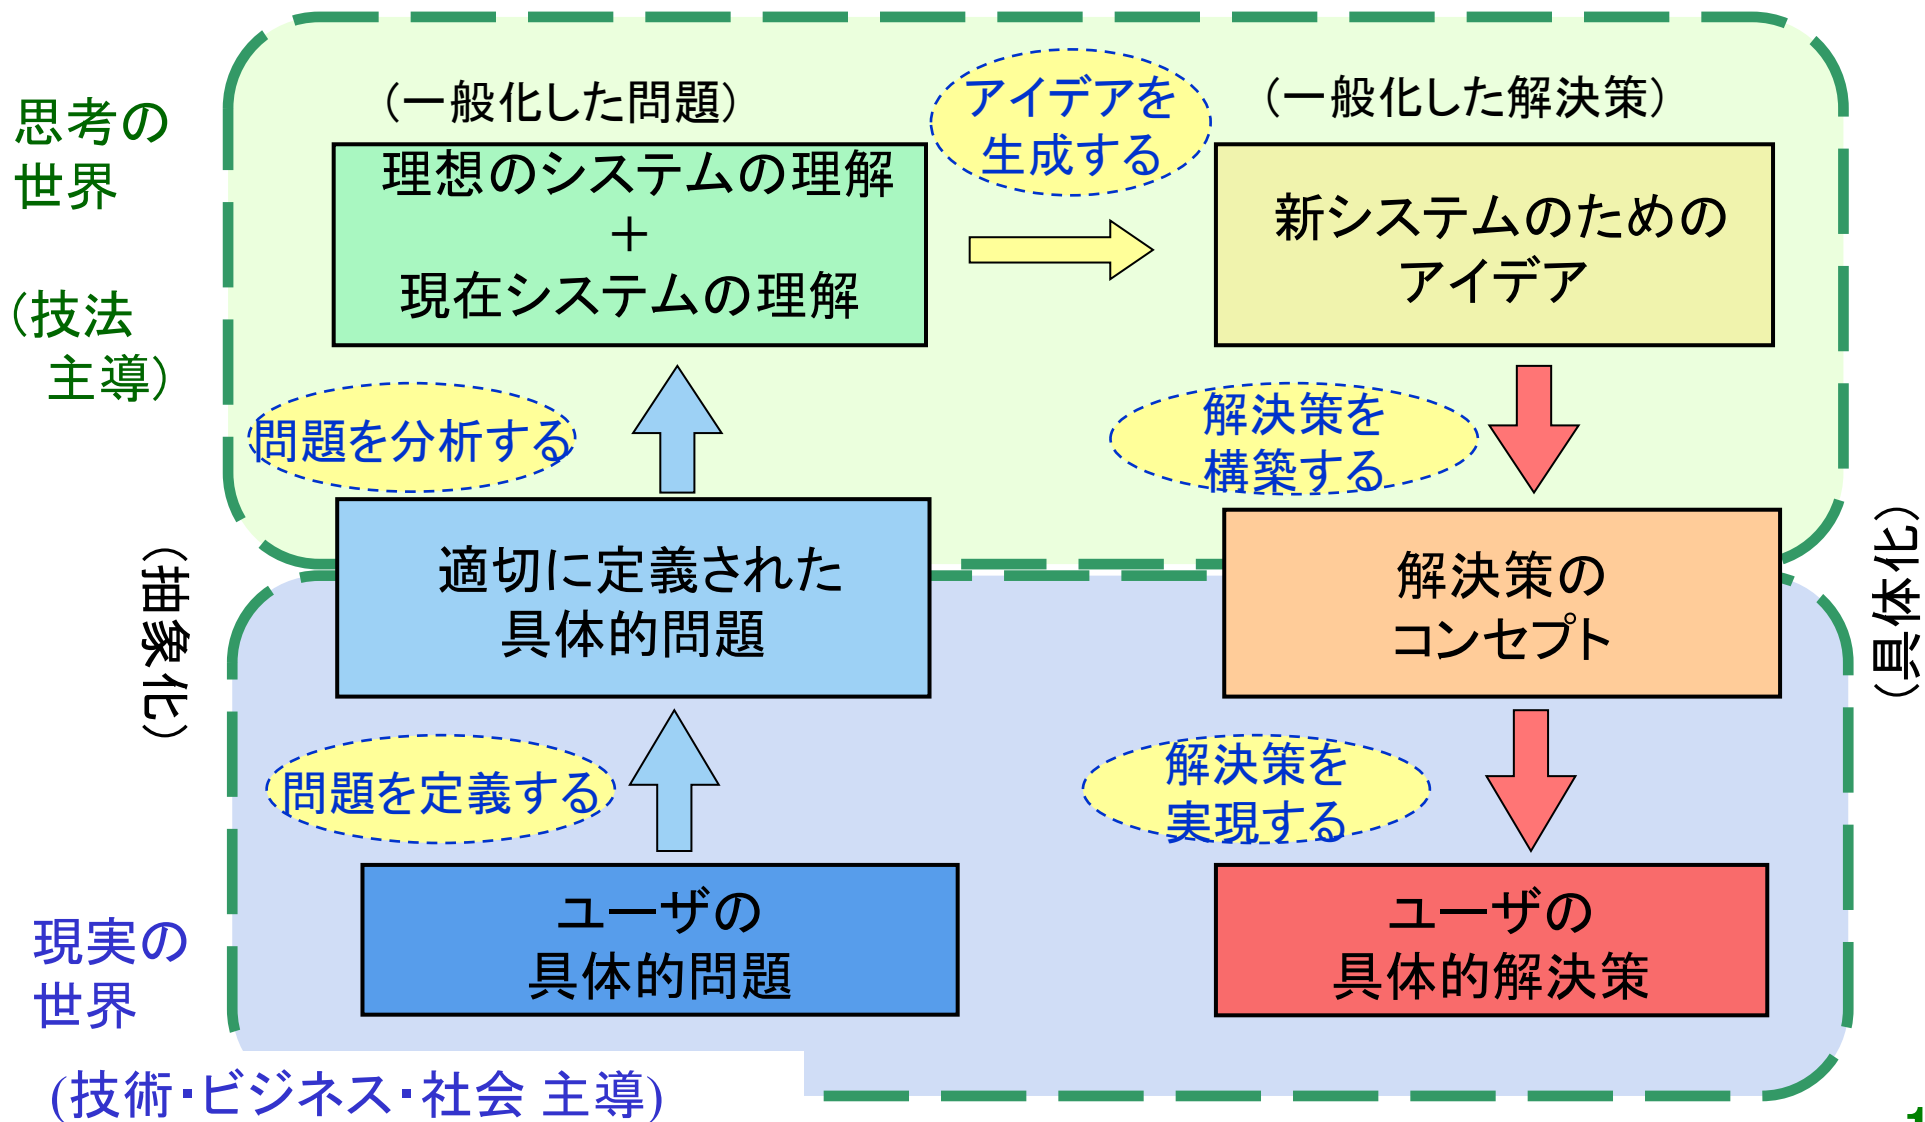 思考の
世界
（技法
主導）
（一般化した問題）
理想のシステムの理解
＋
現在システムの理解
アイデアを
生成する
（一般化した解決策）
新システムのための
アイデア
問題を分析する
解決策を
構築する
（抽象化）
適切に定義された
具体的問題
解決策の
コンセプト
（具体化）
問題を定義する
解決策を
実現する
現実の
世界
ユーザの
具体的問題
ユーザの
具体的解決策
(技術・ビジネス・社会 主導)